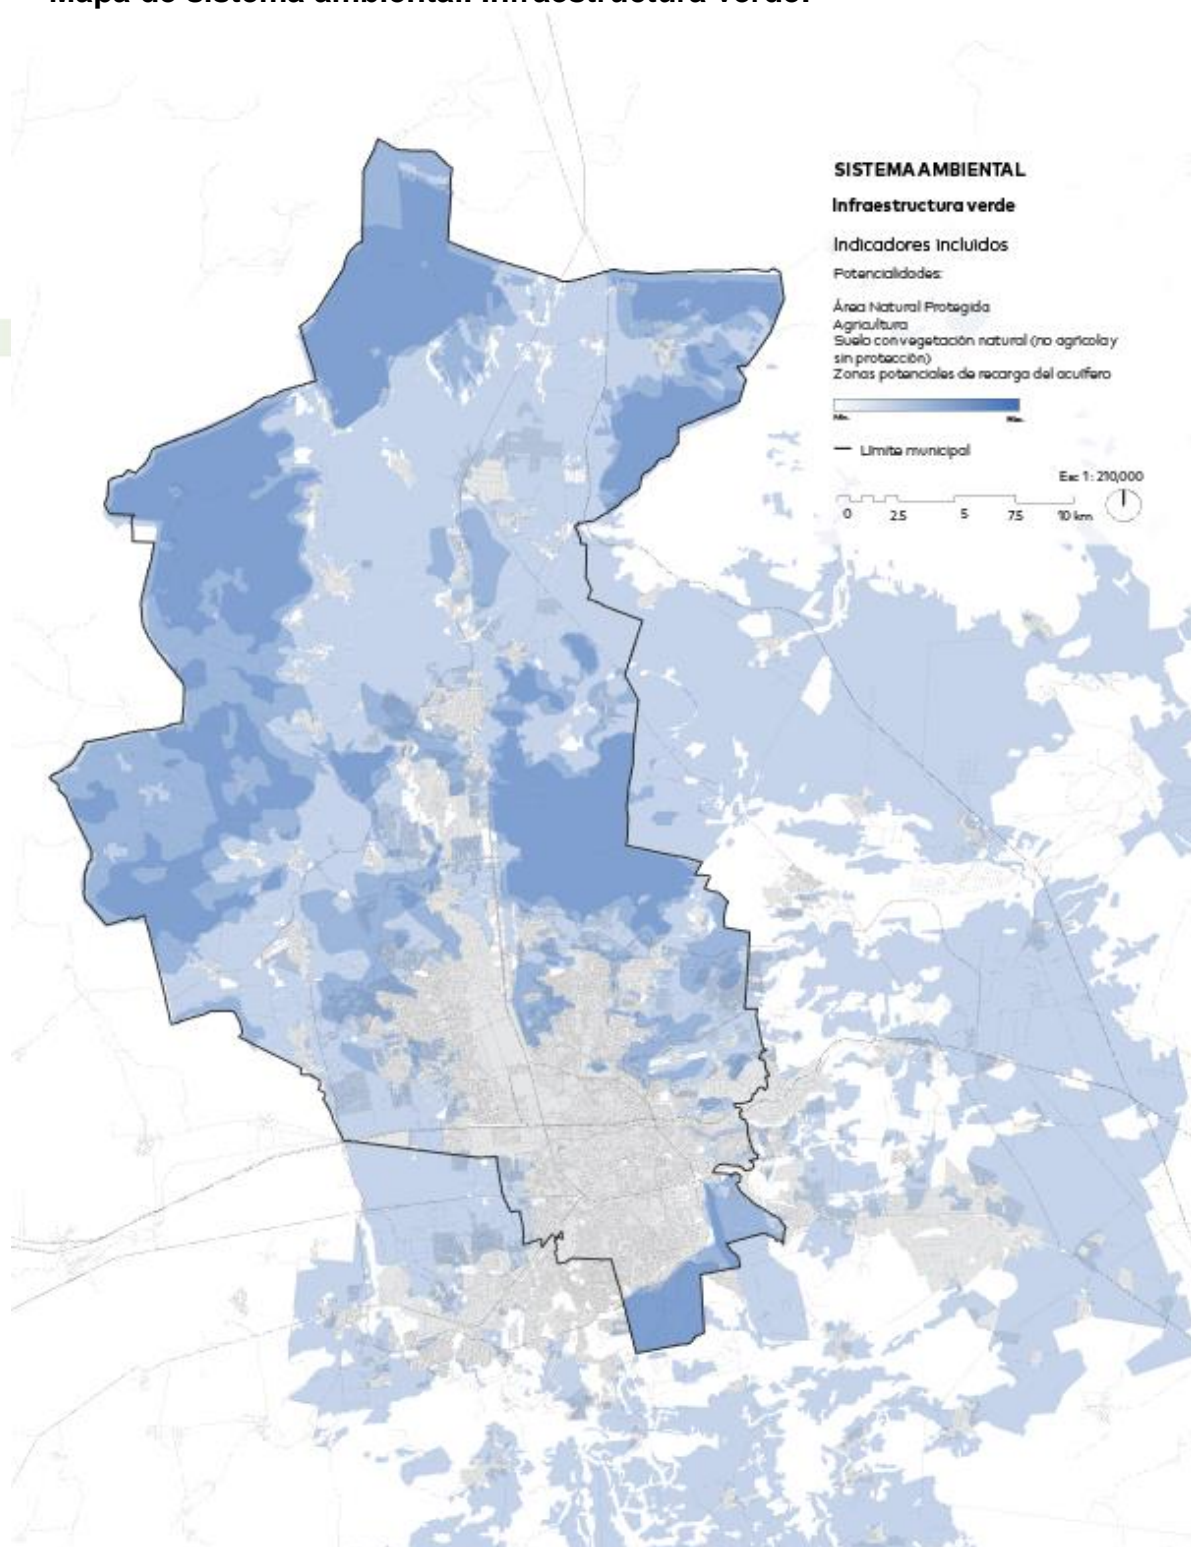 Mapa de sistema ambiental. Infraestructura verde.
SISTEMA AMBIENTAL
Infraestructura verde
Indicadores incluidos
Potencialidades:
Área Natural Protegida
Agricultura
Suelo con vegetación natural (no agrícola y
sin protección)
Zonas potenciales de recarga del acuífero
Mín. Máx.
Límite municipal
Esc 1: 210,000
0 2.5 5 7.5 10 km